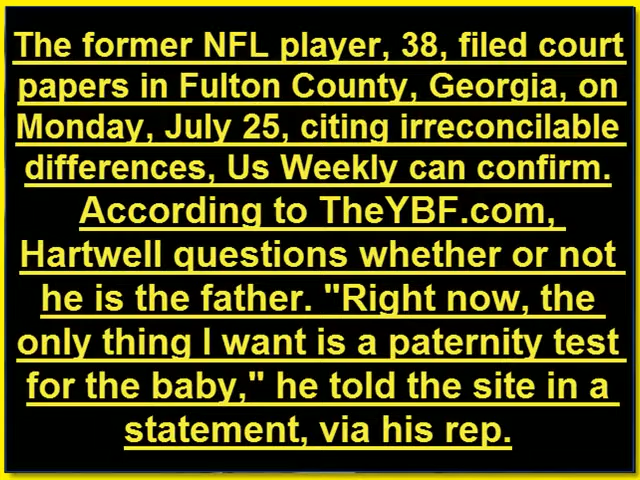 The former NFL player, 38, filed court
papers in Fulton County, Georgia, on
Monday, July 25, citing irreconcilable
differences, Us Weekly can confirm.
According to TheYBF.com,
Hartwell questions whether or not
he is the father. "Right now, the
only thing I want is a paternity test
for the baby," he told the site in a
statement, via his rep.